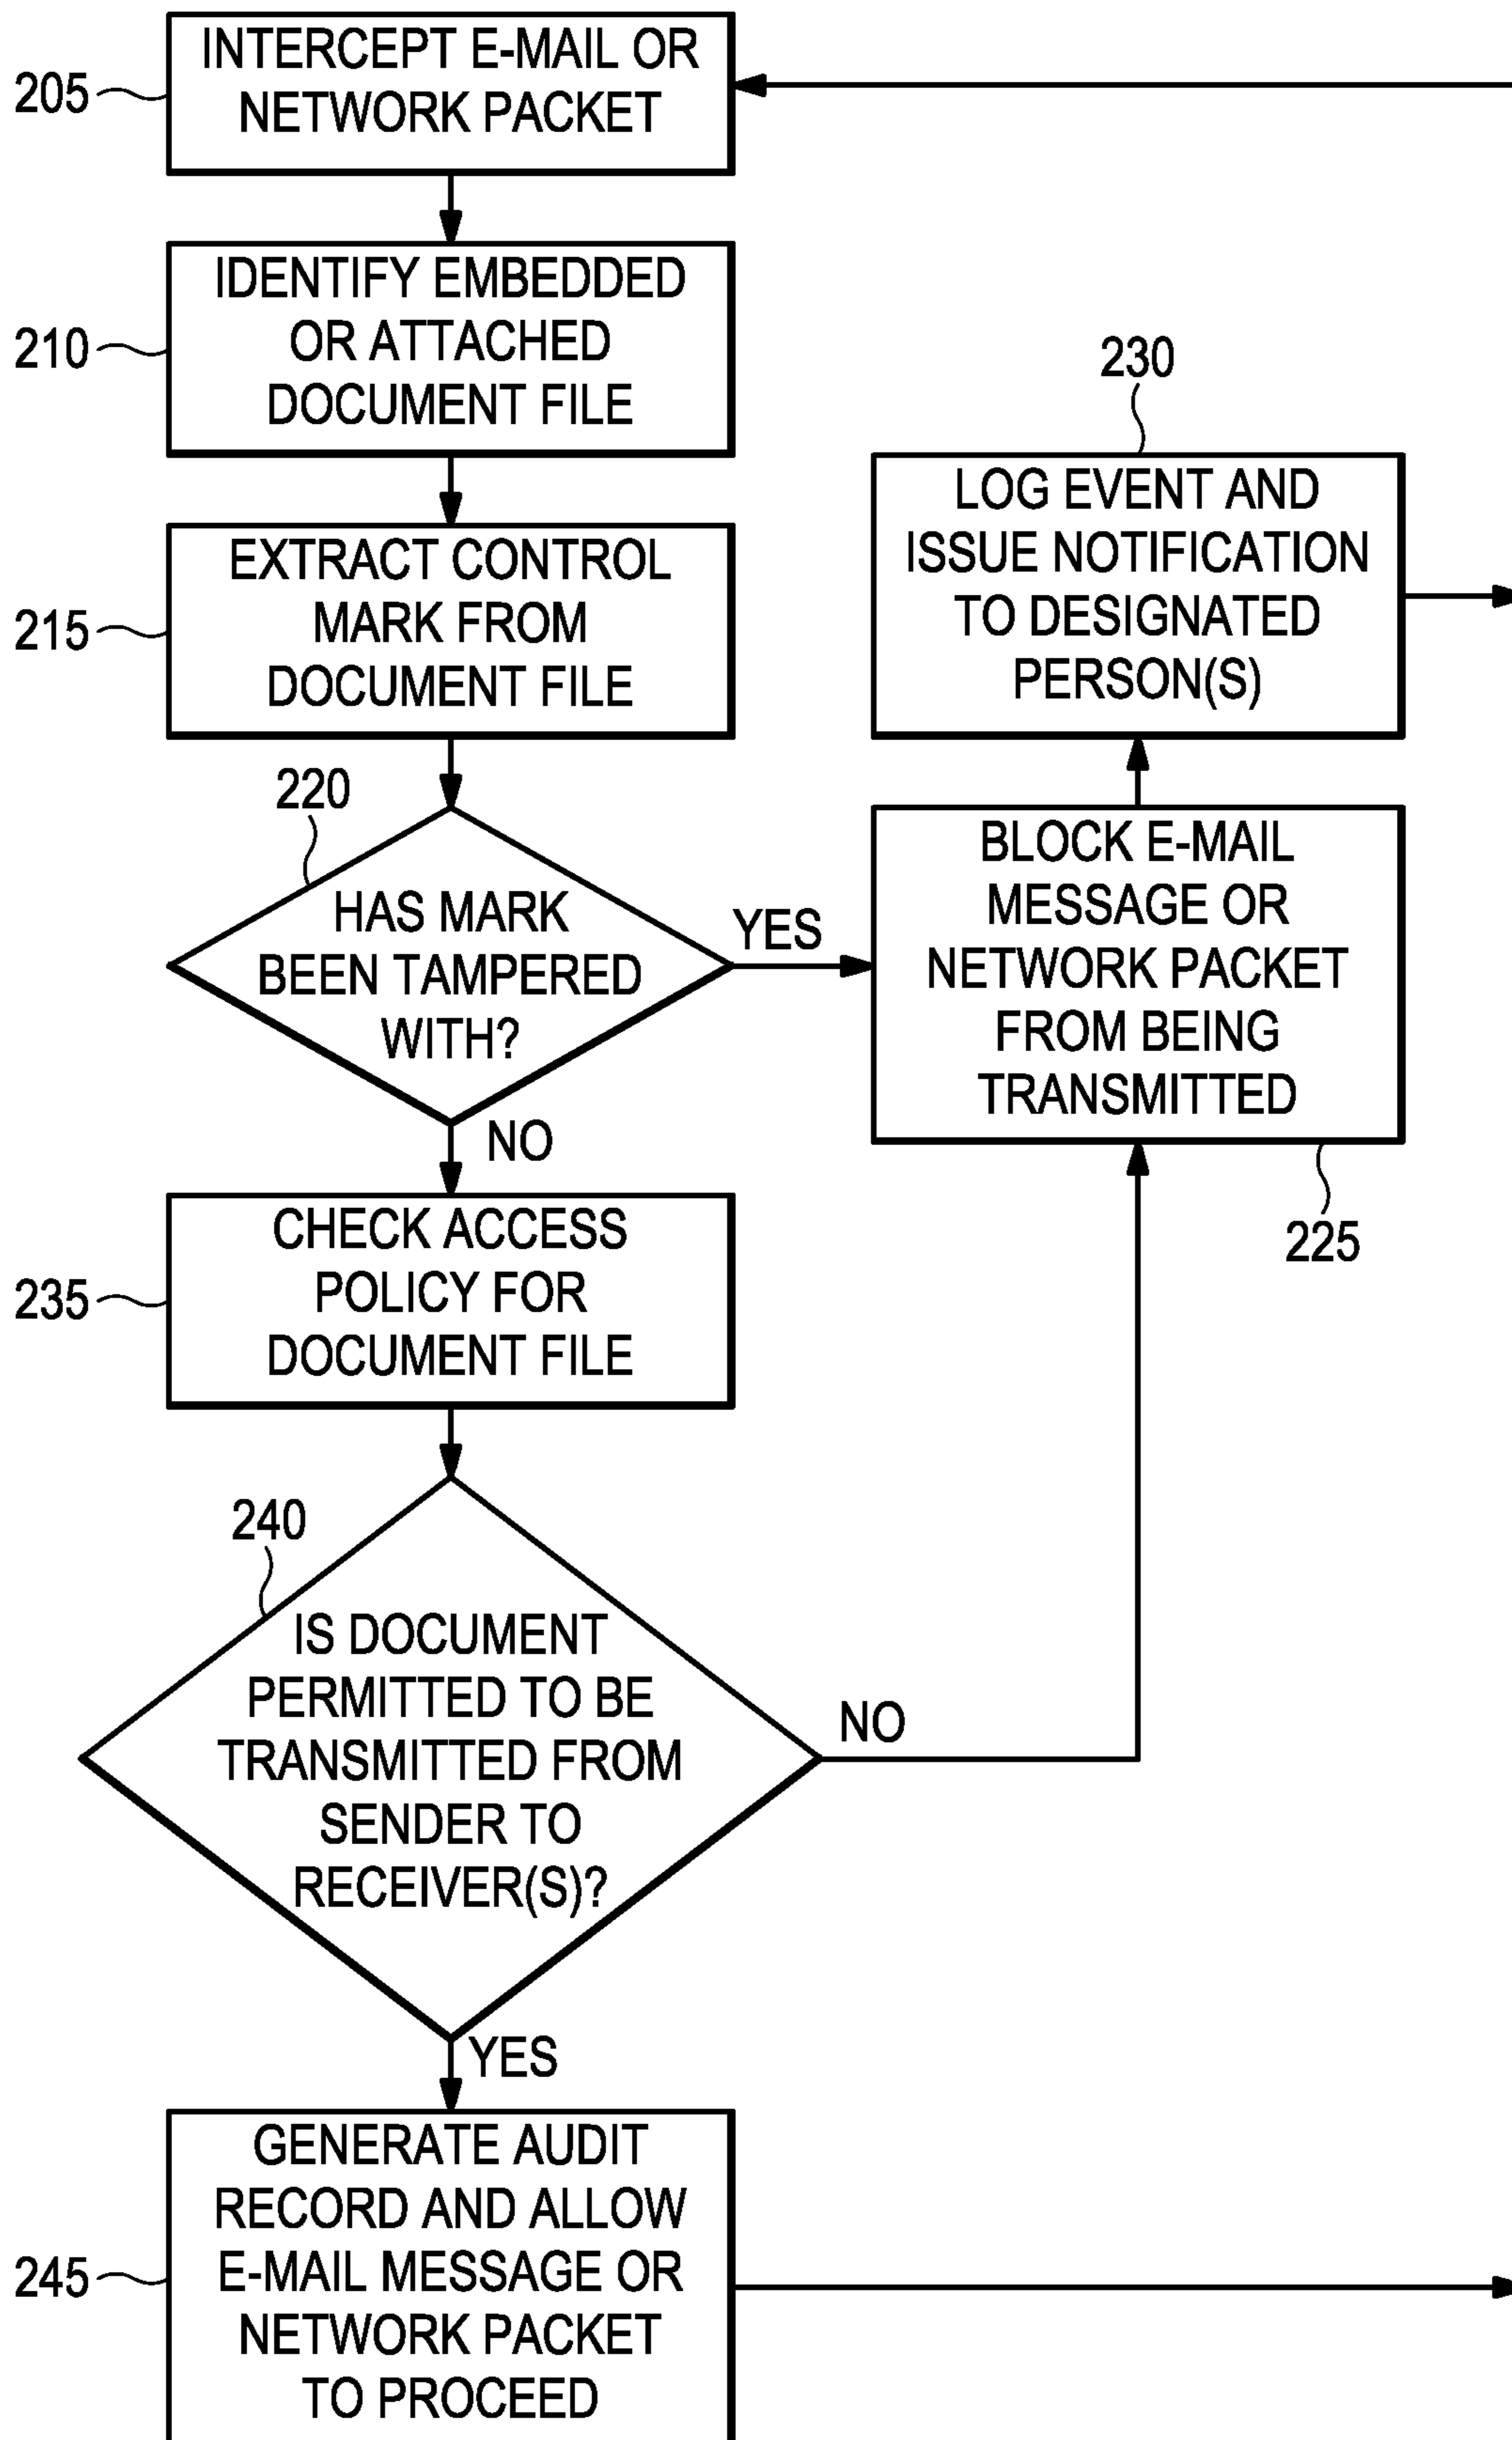 205
INTERCEPT E-MAIL OR
NETWORK PACKET
210
IDENTIFY EMBEDDED
OR ATTACHED
DOCUMENT FILE
215
EXTRACT CONTROL
MARK FROM
DOCUMENT FILE
220
HAS MARK
BEEN TAMPERED
WITH?
YES
NO
230
LOG EVENT AND
ISSUE NOTIFICATION
TO DESIGNATED
PERSON(S)
BLOCK E-MAIL
MESSAGE OR
NETWORK PACKET
FROM BEING
TRANSMITTED
225
235
CHECK ACCESS
POLICY FOR
DOCUMENT FILE
240
IS DOCUMENT
PERMITTED TO BE
TRANSMITTED FROM
SENDER TO
RECEIVER(S)?
NO
YES
245
GENERATE AUDIT
RECORD AND ALLOW
E-MAIL MESSAGE OR
NETWORK PACKET
TO PROCEED